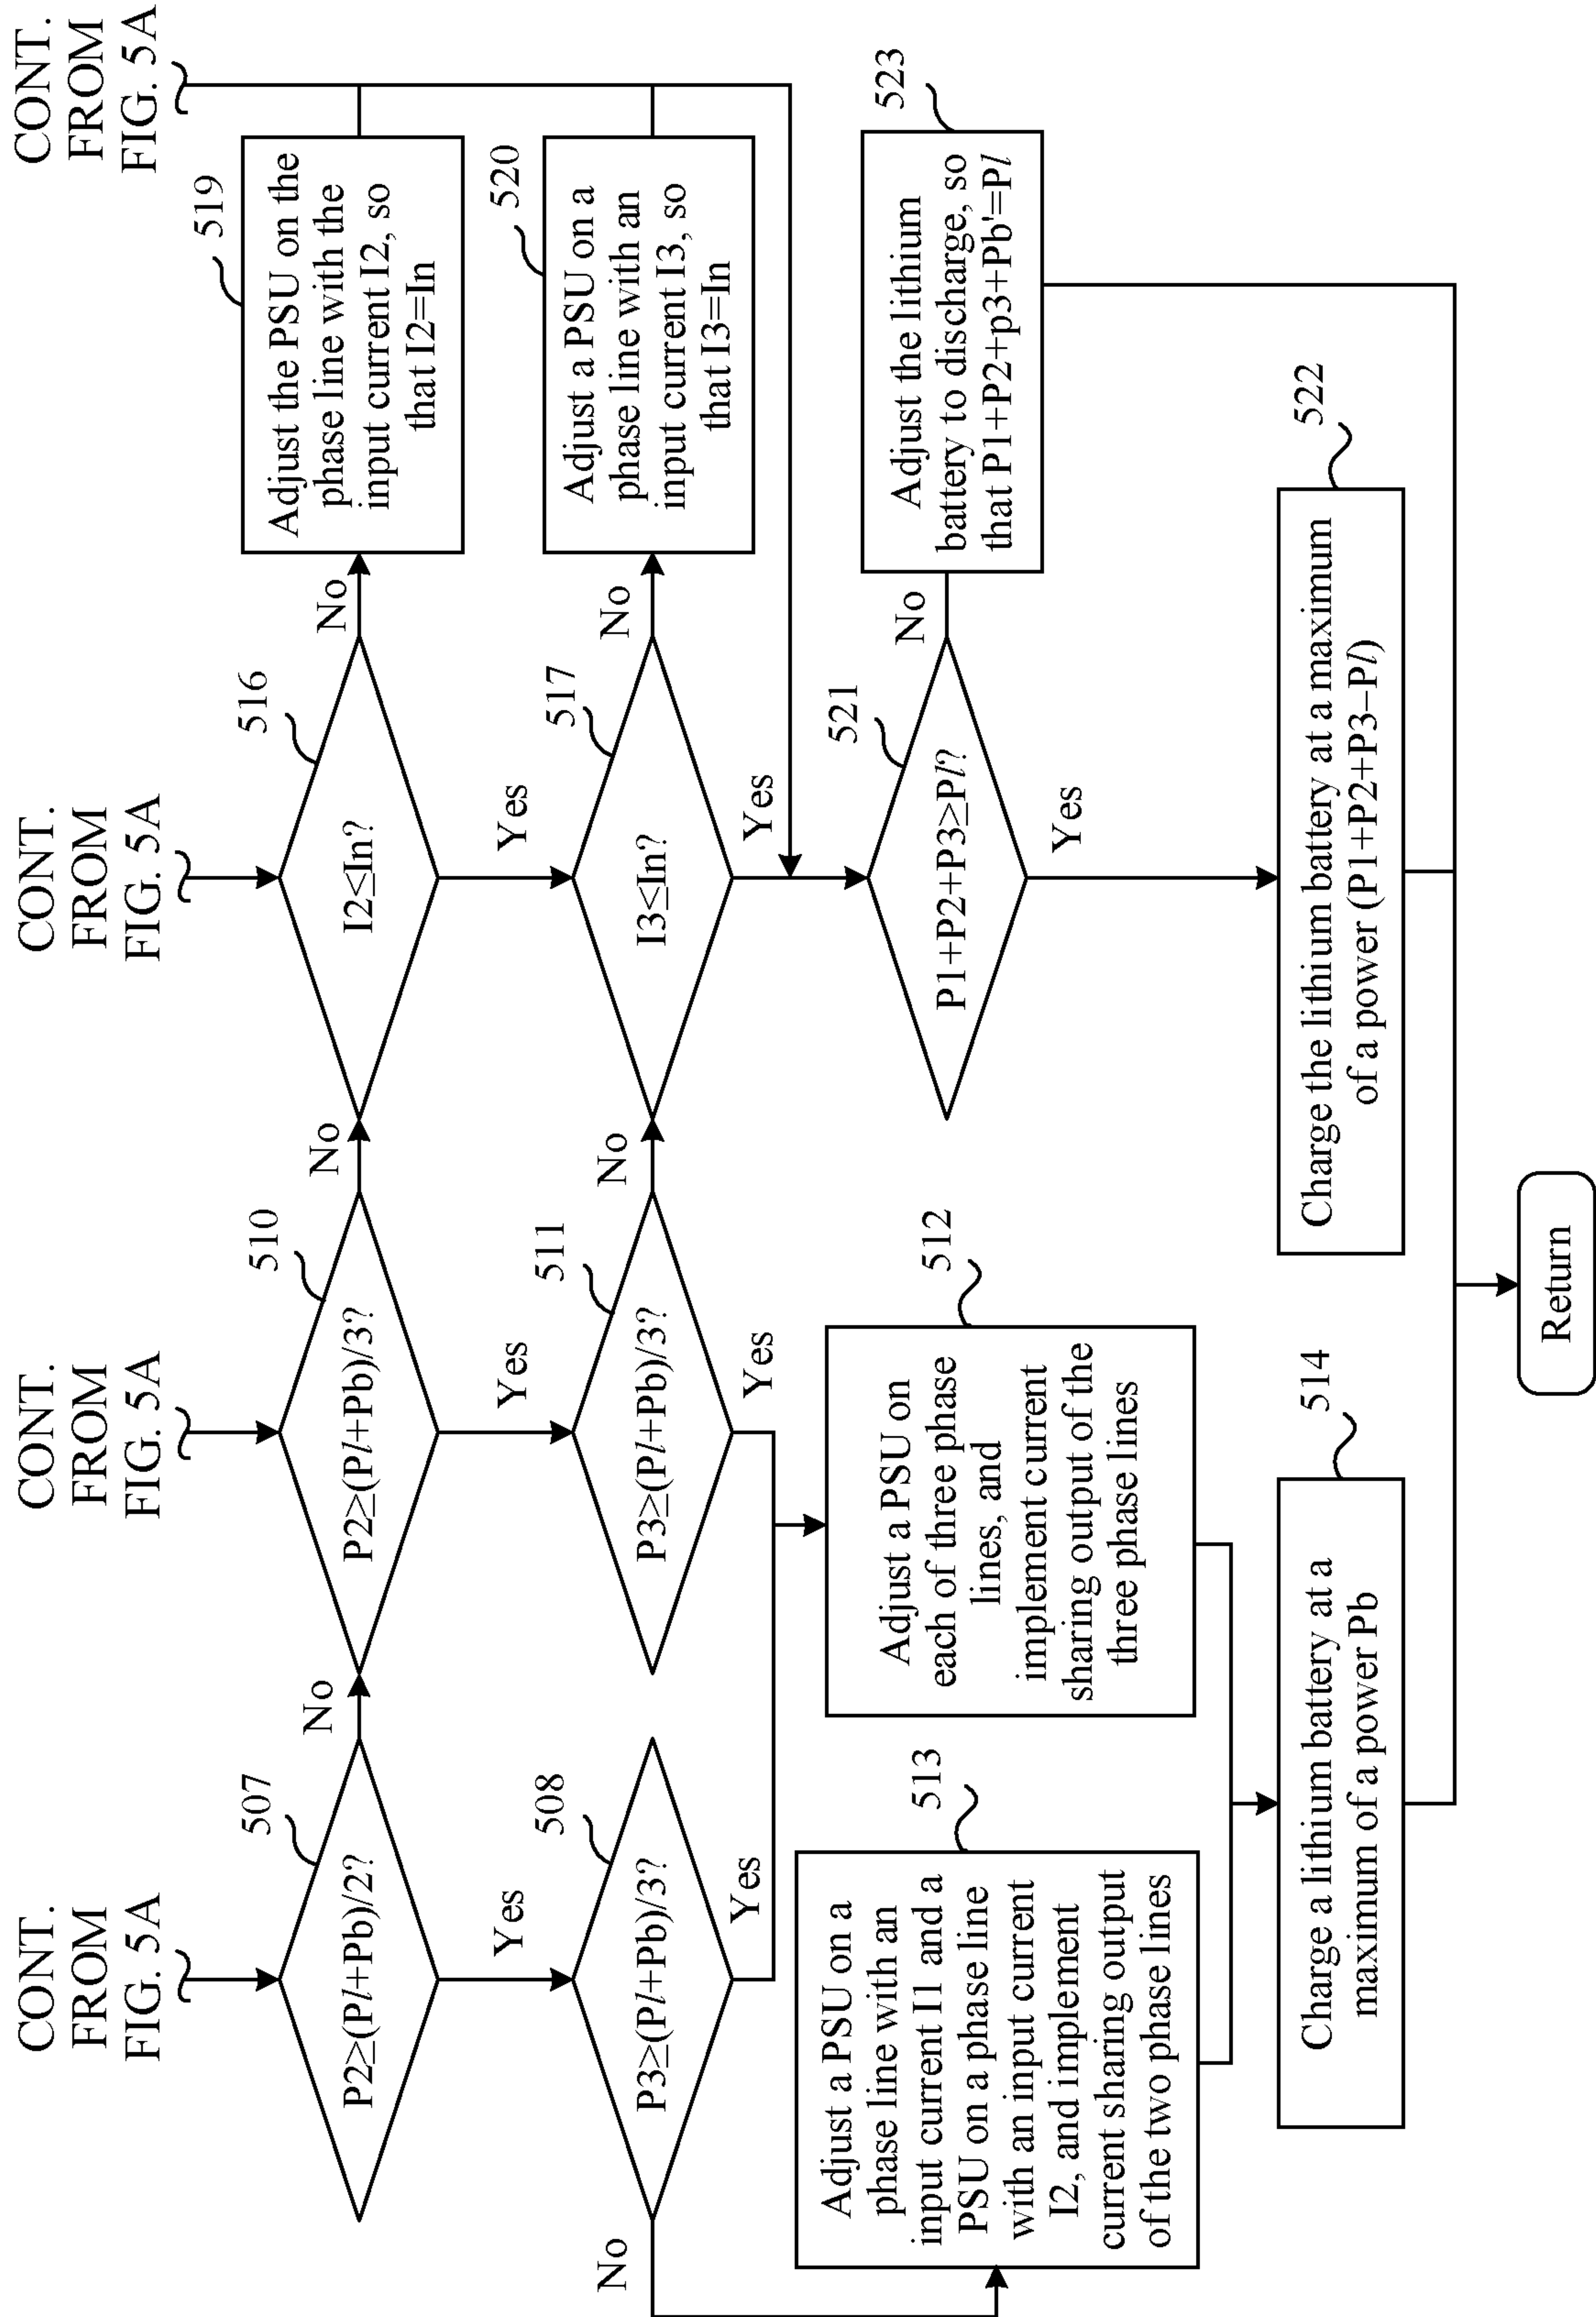 CONT.
FROM
FIG. 5A
CONT.
FROM
FIG. 5A
CONT.
FROM
FIG. 5A
CONT.
FROM
FIG. 5A
507
P2≥(Pl+Pb)/2?
No
Yes
510
P2≥(Pl+Pb)/3?
No
Yes
516
I2≤In?
No
Yes
519
Adjust the PSU on the
phase line with the
input current I2, so
that I2=In
508
P3≥(Pl+Pb)/3?
No
Yes
511
P3≥(Pl+Pb)/3?
No
Yes
517
I3≤In?
No
Yes
520
Adjust a PSU on a
phase line with an
input current I3, so
that I3=In
513
Adjust a PSU on a
phase line with an
input current I1 and a
PSU on a phase line
with an input current
I2, and implement
current sharing output
of the two phase lines
512
Adjust a PSU on
each of three phase
lines, and
implement current
sharing output of the
three phase lines
521
P1+P2+P3≥Pl?
No
Yes
523
Adjust the lithium
battery to discharge, so
that P1+P2+p3+Pb'=Pl
514
Charge a lithium battery at a
maximum of a power Pb
522
Charge the lithium battery at a maximum
of a power (P1+P2+P3−Pl)
Return